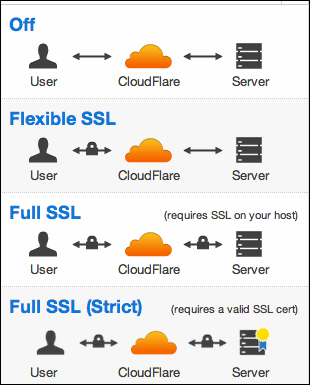 Off
User CloudFlare Server
Flexible SSL
User CloudFlare Server
Full SSL (requires SSL on your host)
User CloudFlare Server
Full SSL (Strict) (requires a valid SSL cert)
User CloudFlare Server